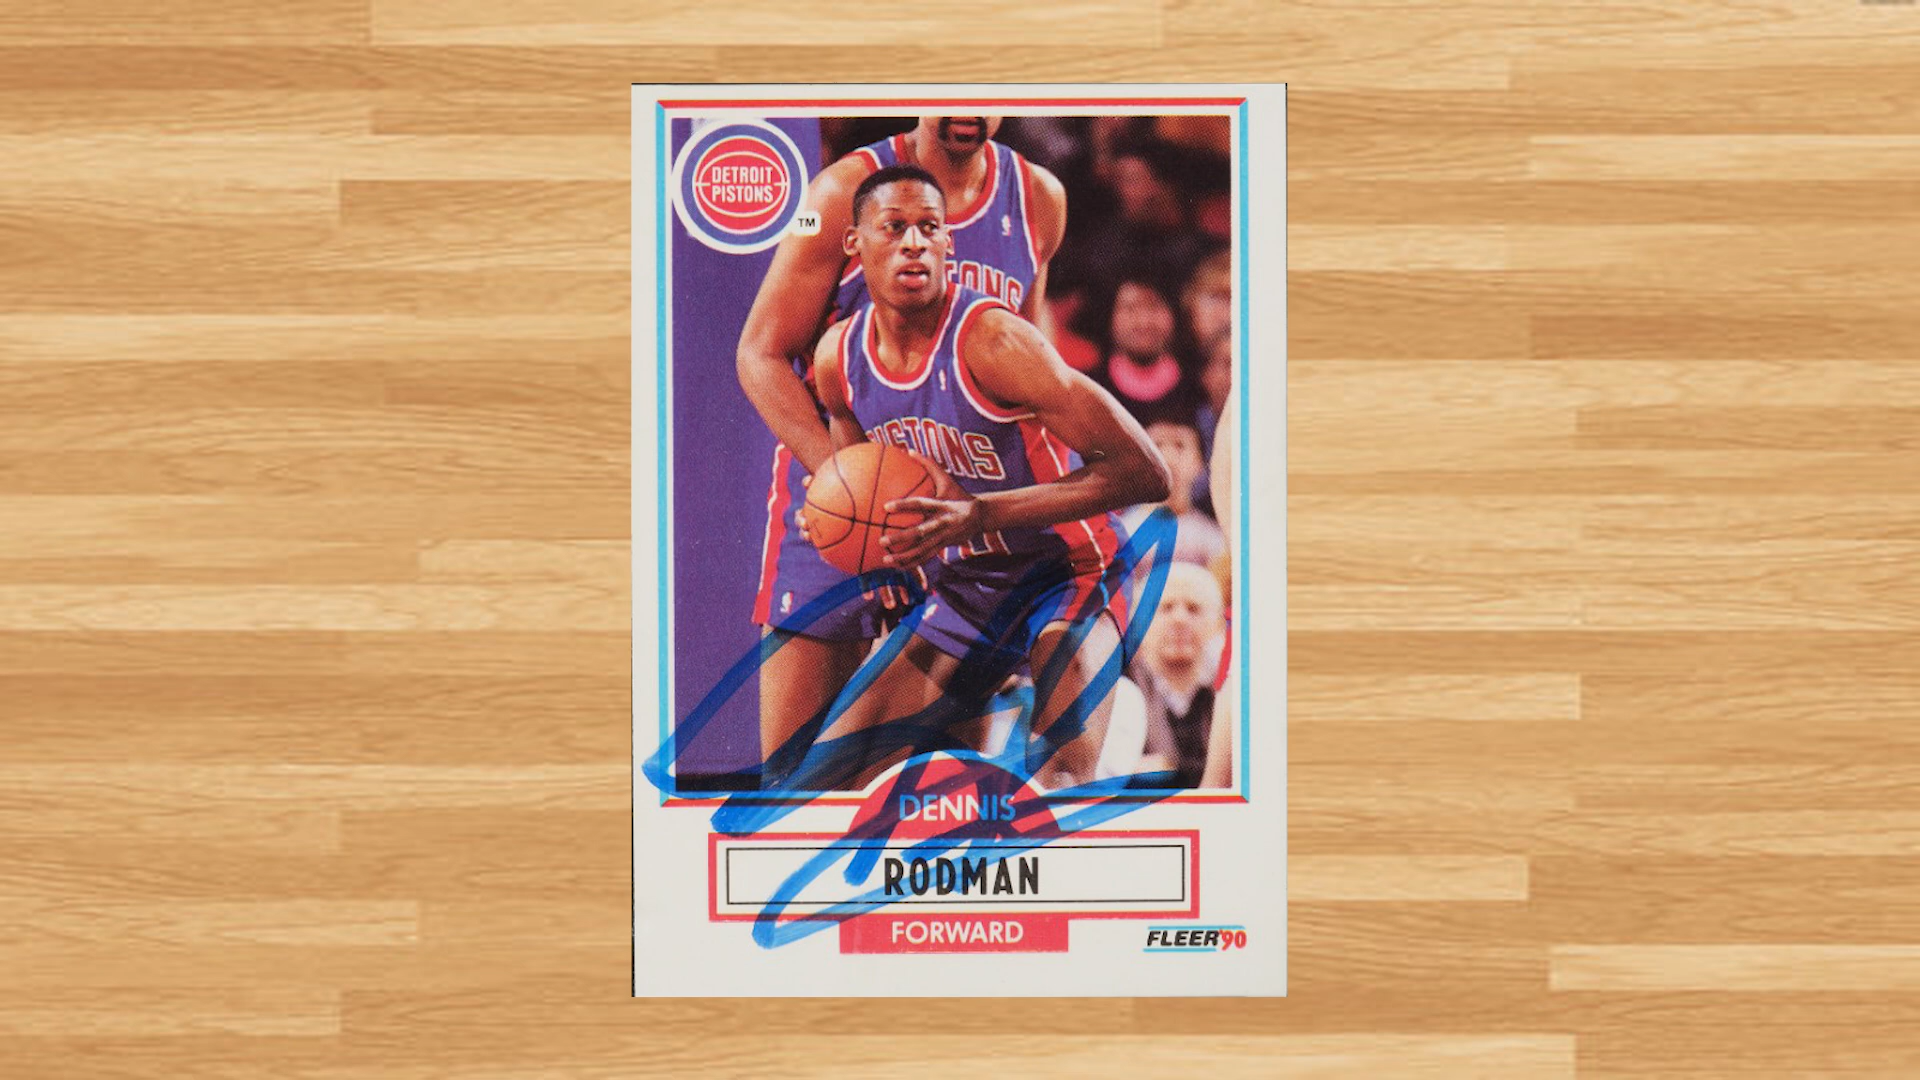 DETROIT
PISTONS
TM
PISTONS
DENNIS
RODMAN
FORWARD
FLEER'90